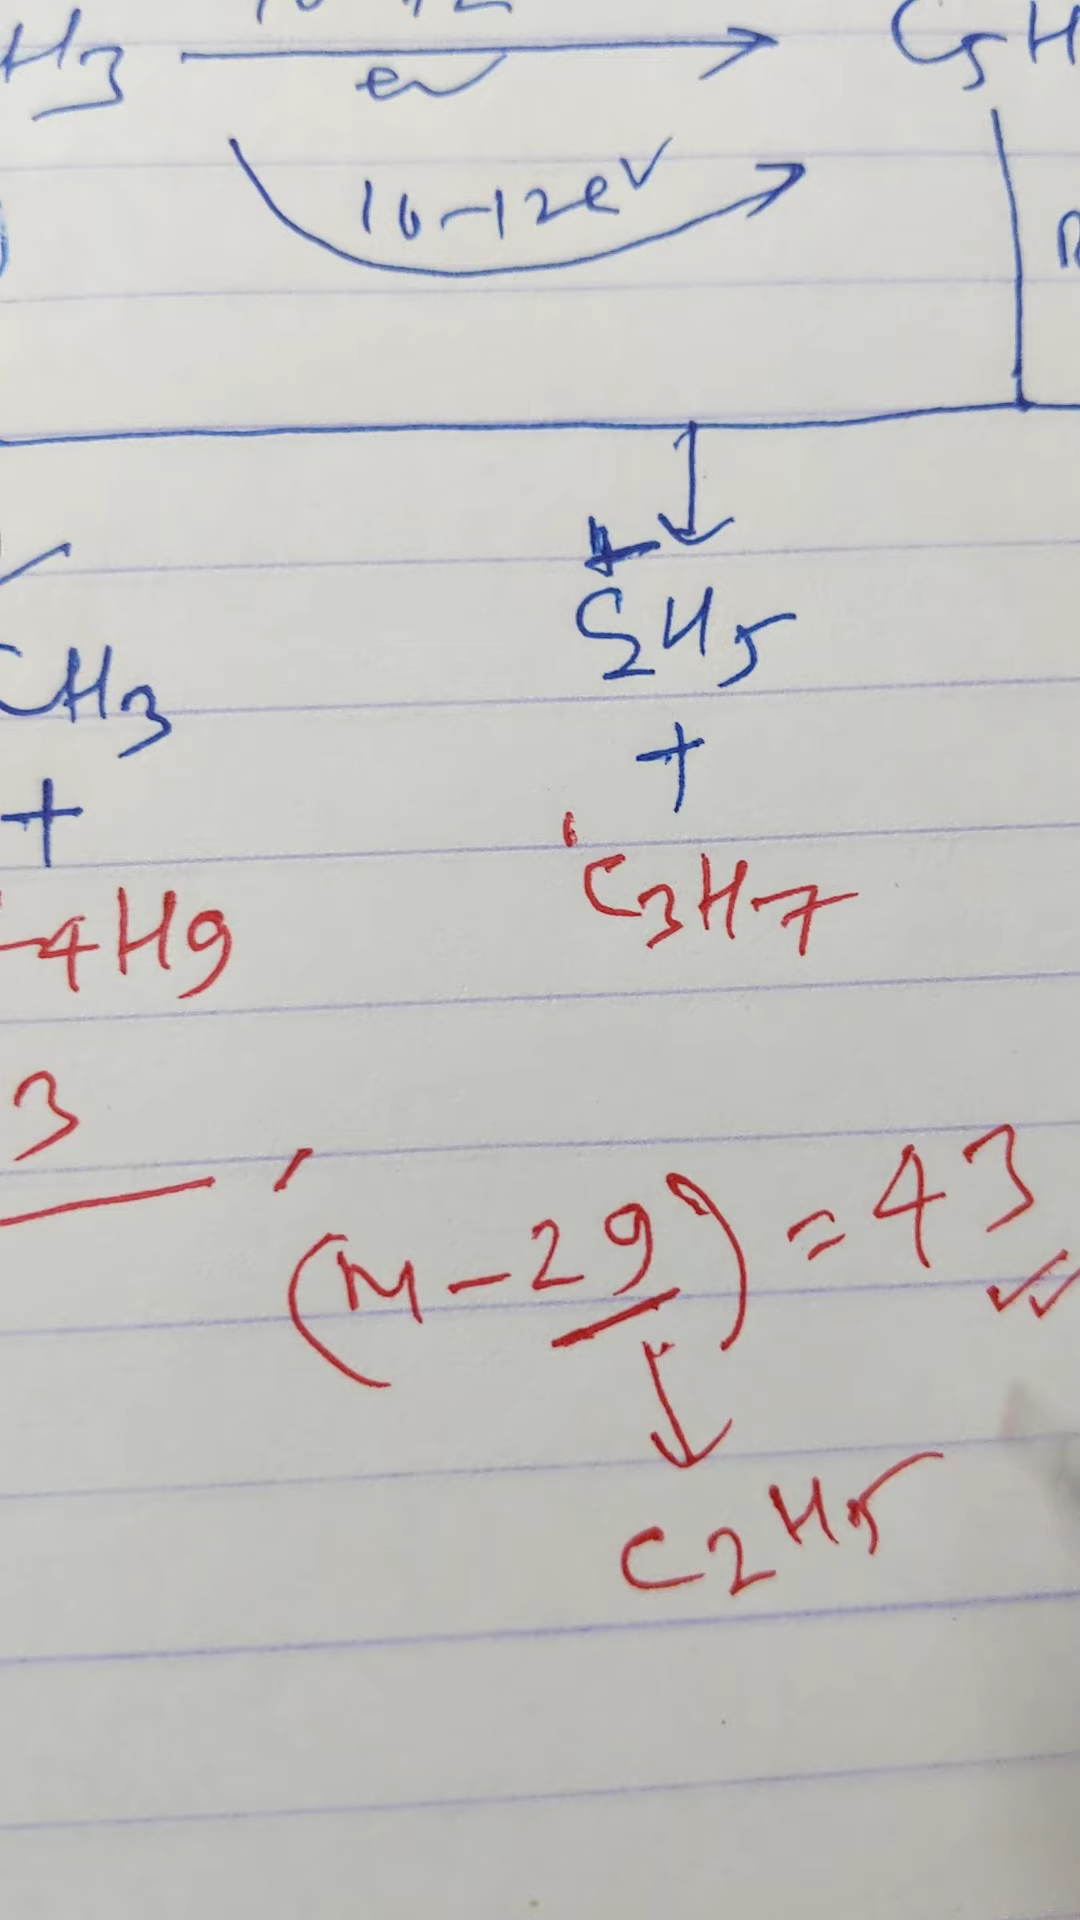 H3 → C5H
ev
10-12ev
+
CH3 C2H5
+ +
4H9 C3H7
3
(M-29) = 43
C2H5